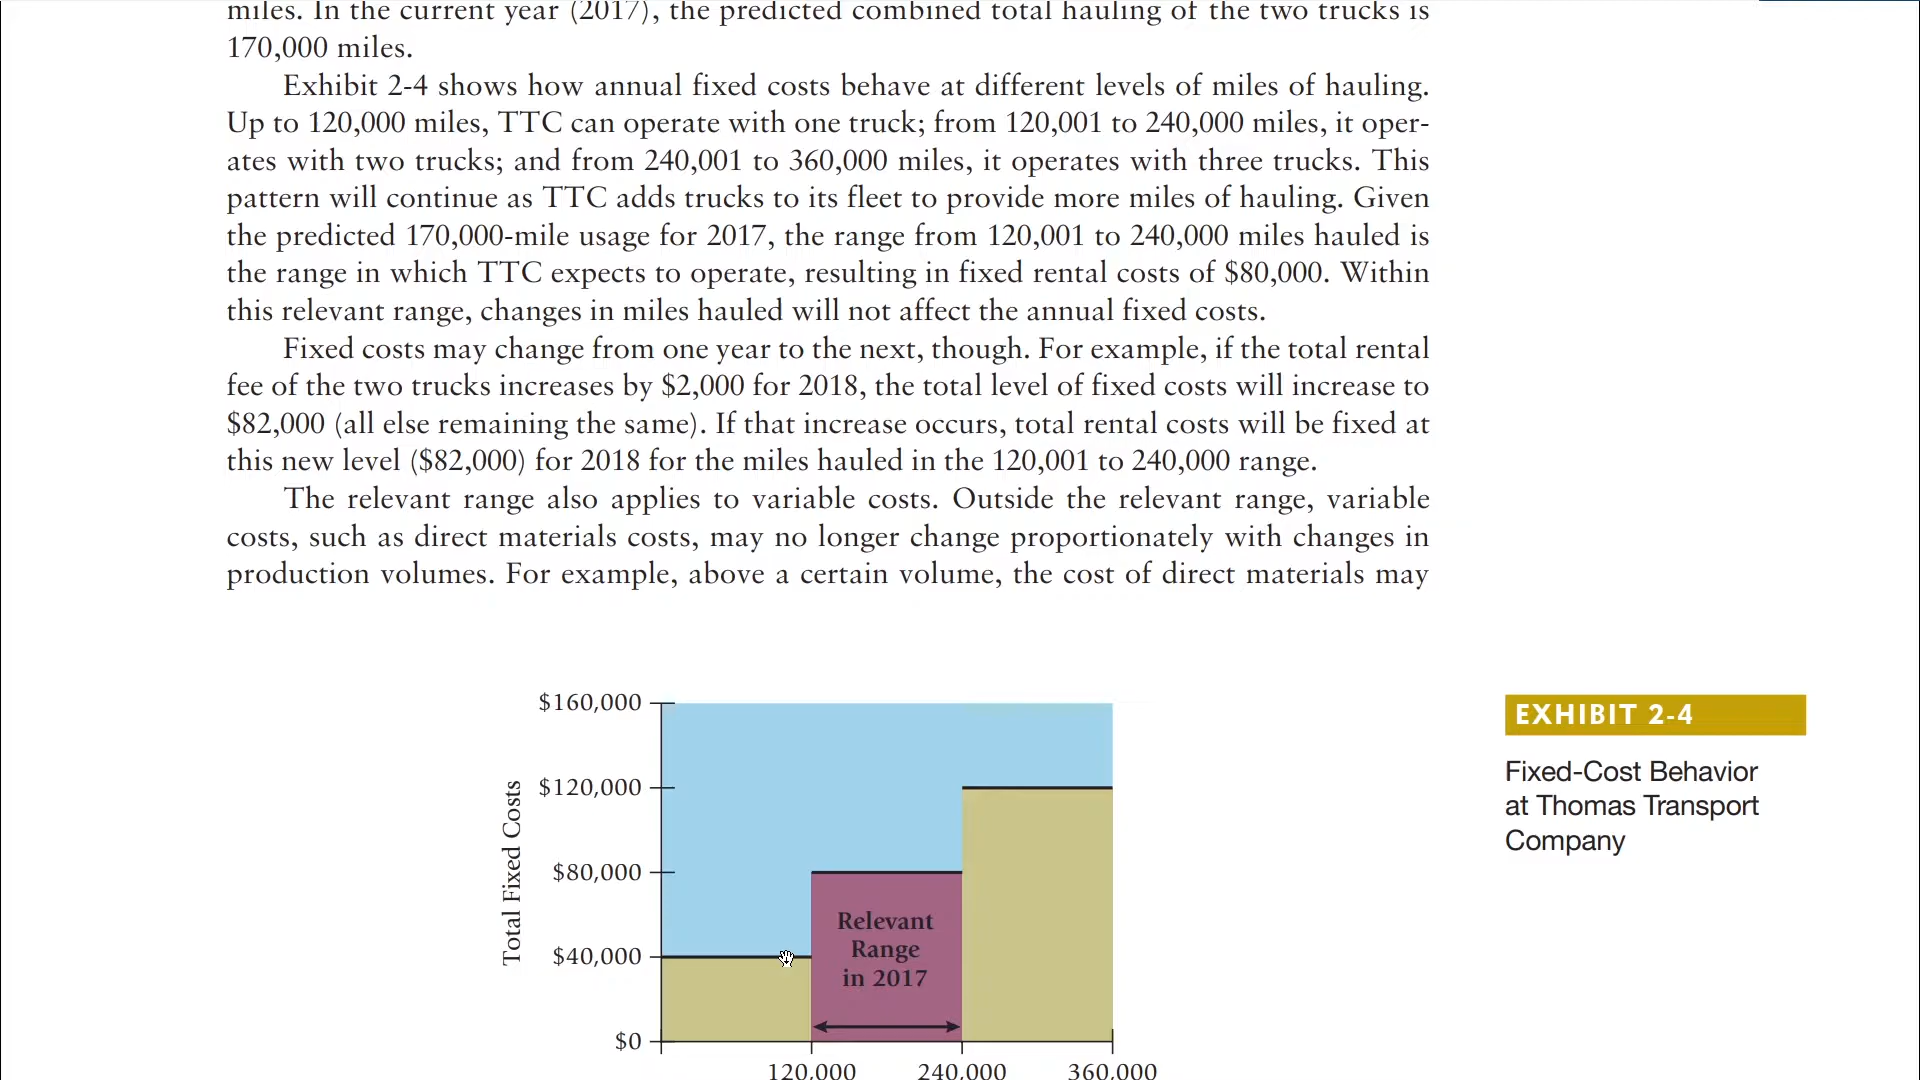 miles. In the current year (2017), the predicted combined total hauling of the two trucks is
170,000 miles.
Exhibit 2-4 shows how annual fixed costs behave at different levels of miles of hauling.
Up to 120,000 miles, TTC can operate with one truck; from 120,001 to 240,000 miles, it oper-
ates with two trucks; and from 240,001 to 360,000 miles, it operates with three trucks. This
pattern will continue as TTC adds trucks to its fleet to provide more miles of hauling. Given
the predicted 170,000-mile usage for 2017, the range from 120,001 to 240,000 miles hauled is
the range in which TTC expects to operate, resulting in fixed rental costs of $80,000. Within
this relevant range, changes in miles hauled will not affect the annual fixed costs.
Fixed costs may change from one year to the next, though. For example, if the total rental
fee of the two trucks increases by $2,000 for 2018, the total level of fixed costs will increase to
$82,000 (all else remaining the same). If that increase occurs, total rental costs will be fixed at
this new level ($82,000) for 2018 for the miles hauled in the 120,001 to 240,000 range.
The relevant range also applies to variable costs. Outside the relevant range, variable
costs, such as direct materials costs, may no longer change proportionately with changes in
production volumes. For example, above a certain volume, the cost of direct materials may
EXHIBIT 2-4
Fixed-Cost Behavior
at Thomas Transport
Company
Total Fixed Costs
$160,000
$120,000
$80,000
$40,000
$0
Relevant
Range
in 2017
120,000
240,000
360,000